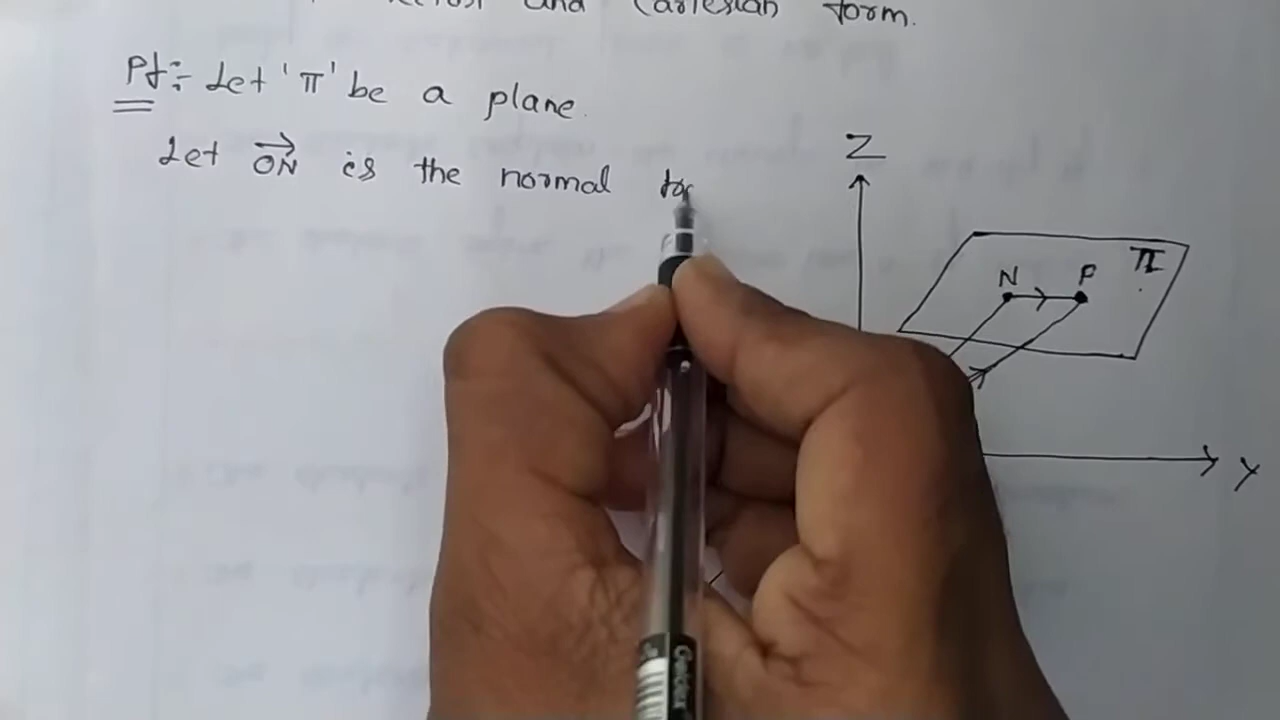 and Cartesian form.
Pf:- Let 'π' be a plane.
Let ON is the normal to
Z
π
N P
Y